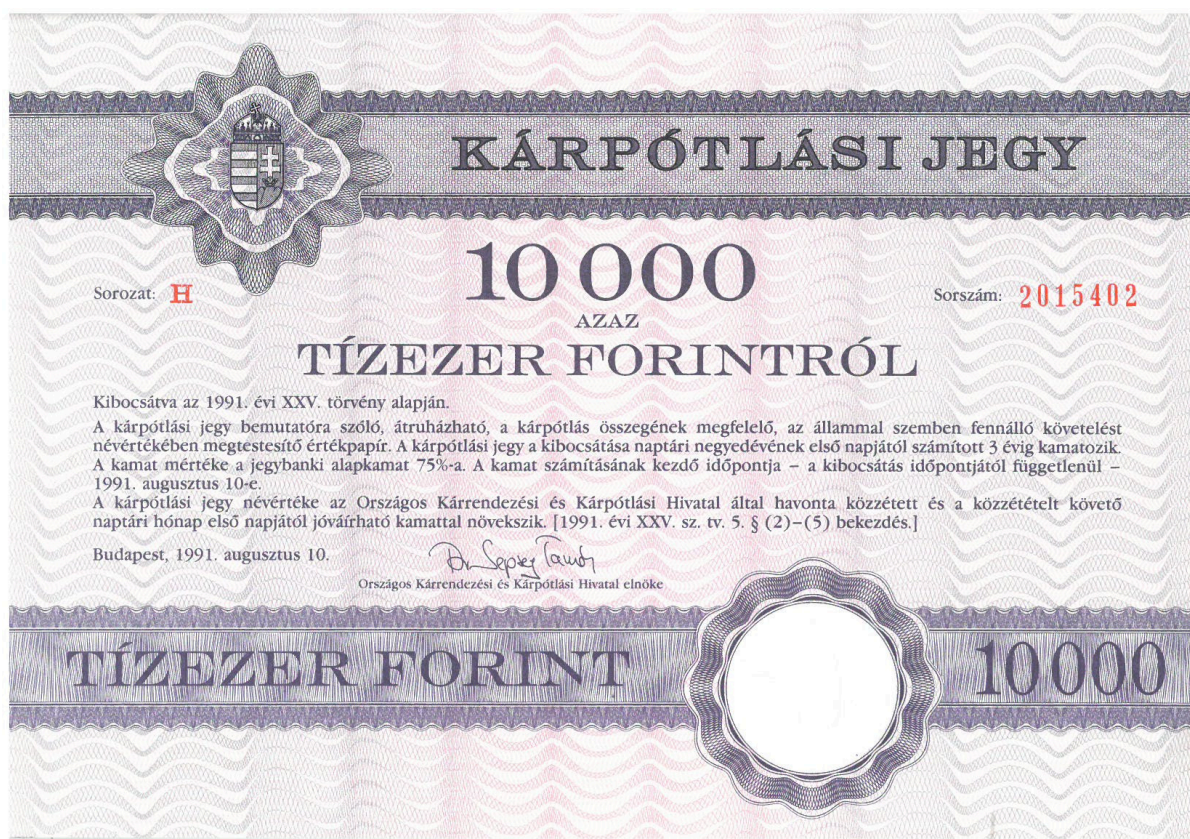 KÁRPÓTLÁSI JEGY
10 000
Sorozat: H
Sorszám: 2015402
AZAZ
TÍZEZER FORINTRÓL
Kibocsátva az 1991. évi XXV. törvény alapján.
A kárpótlási jegy bemutatóra szóló, átruházható, a kárpótlás összegének megfelelő, az állammal szemben fennálló követelést
névértékében megtestesítő értékpapír. A kárpótlási jegy a kibocsátása naptári negyedévének első napjától számított 3 évig kamatozik.
A kamat mértéke a jegybanki alapkamat 75%-a. A kamat számításának kezdő időpontja – a kibocsátás időpontjától függetlenül –
1991. augusztus 10-e.
A kárpótlási jegy névértéke az Országos Kárrendezési és Kárpótlási Hivatal által havonta közzétett és a közzétételt követő
naptári hónap első napjától jóváírható kamattal növekszik. [1991. évi XXV. sz. tv. 5. § (2)–(5) bekezdés.]
Budapest, 1991. augusztus 10.
Országos Kárrendezési és Kárpótlási Hivatal elnöke
TÍZEZER FORINT
10 000